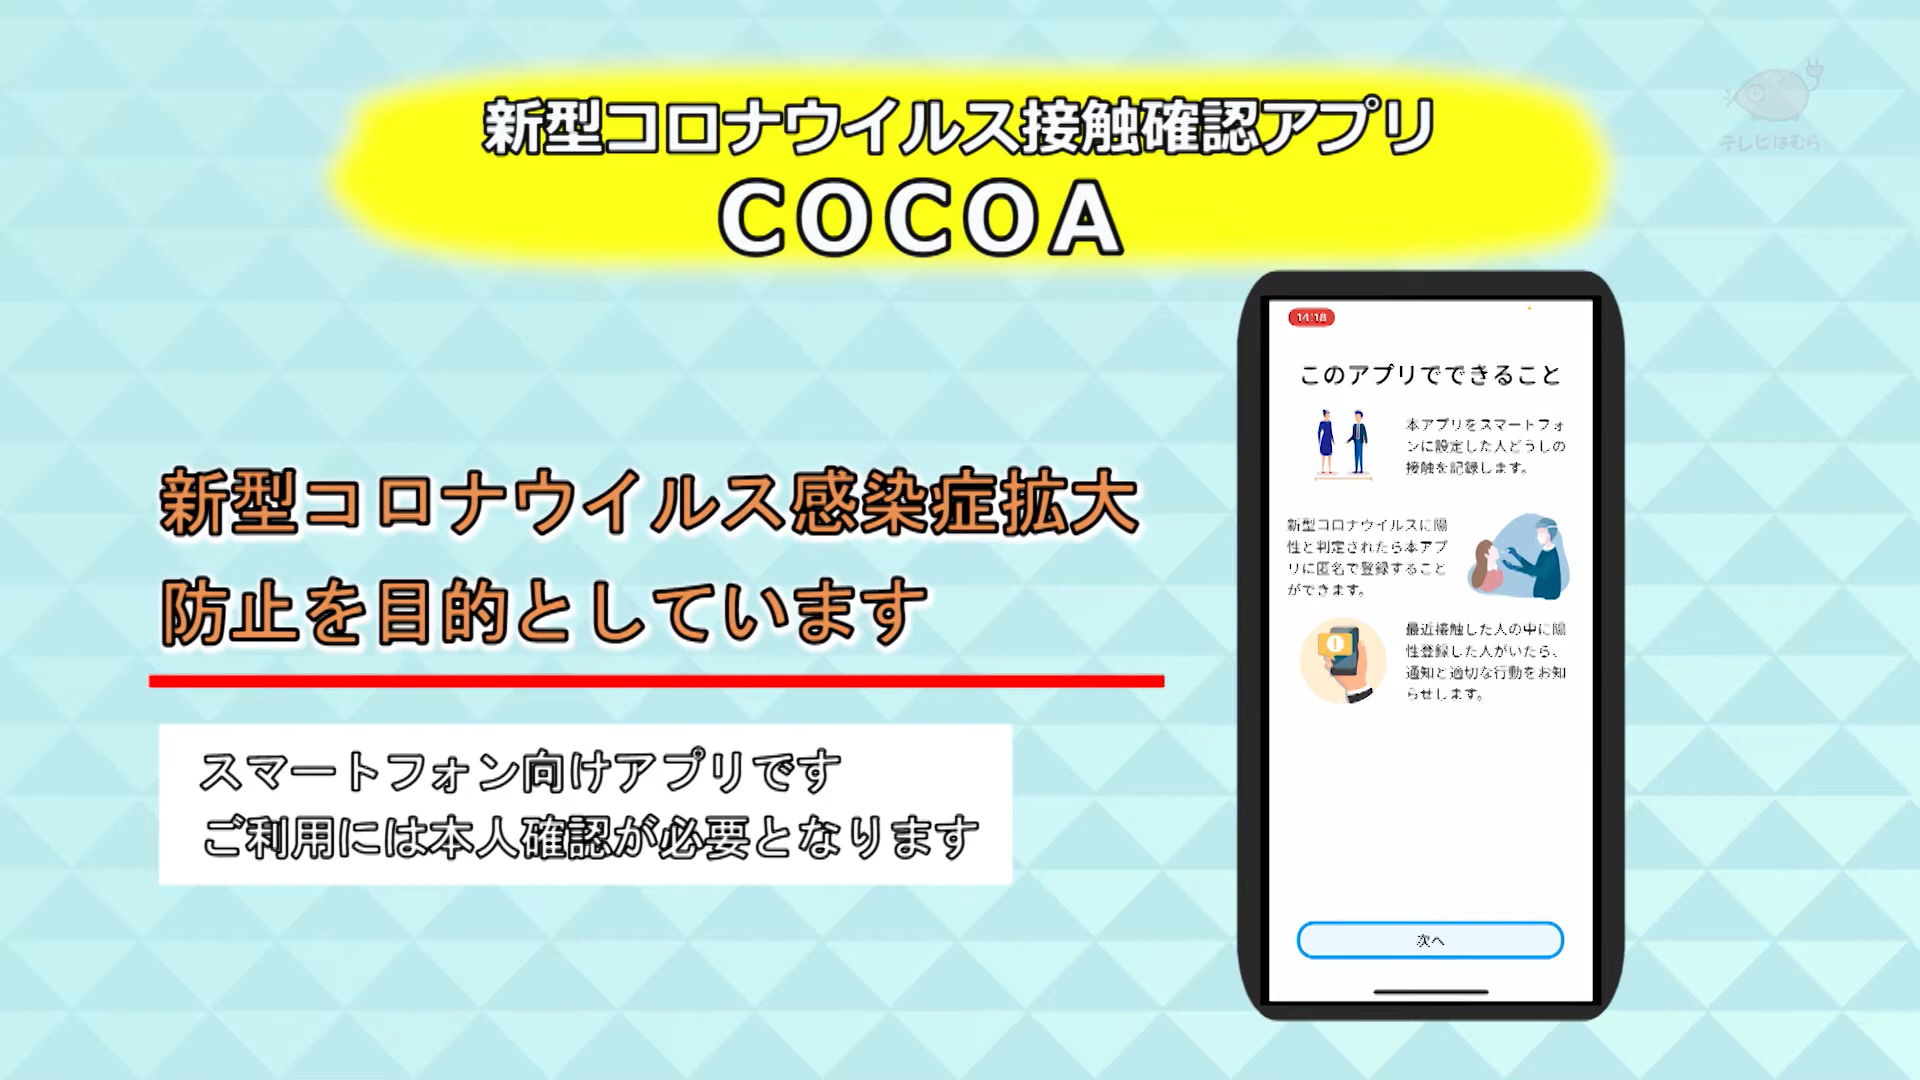 新型コロナウイルス接触確認アプリ
COCOA
テレビはむら
新型コロナウイルス感染症拡大
防止を目的としています
スマートフォン向けアプリです
ご利用には本人確認が必要となります
14:18
このアプリでできること
本アプリをスマートフォ
ンに設定した人どうしの
接触を記録します。
新型コロナウイルスに陽
性と判定されたら本アプ
リに匿名で登録すること
ができます。
最近接触した人の中に陽
性登録した人がいたら、
通知と適切な行動をお知
らせします。
次へ